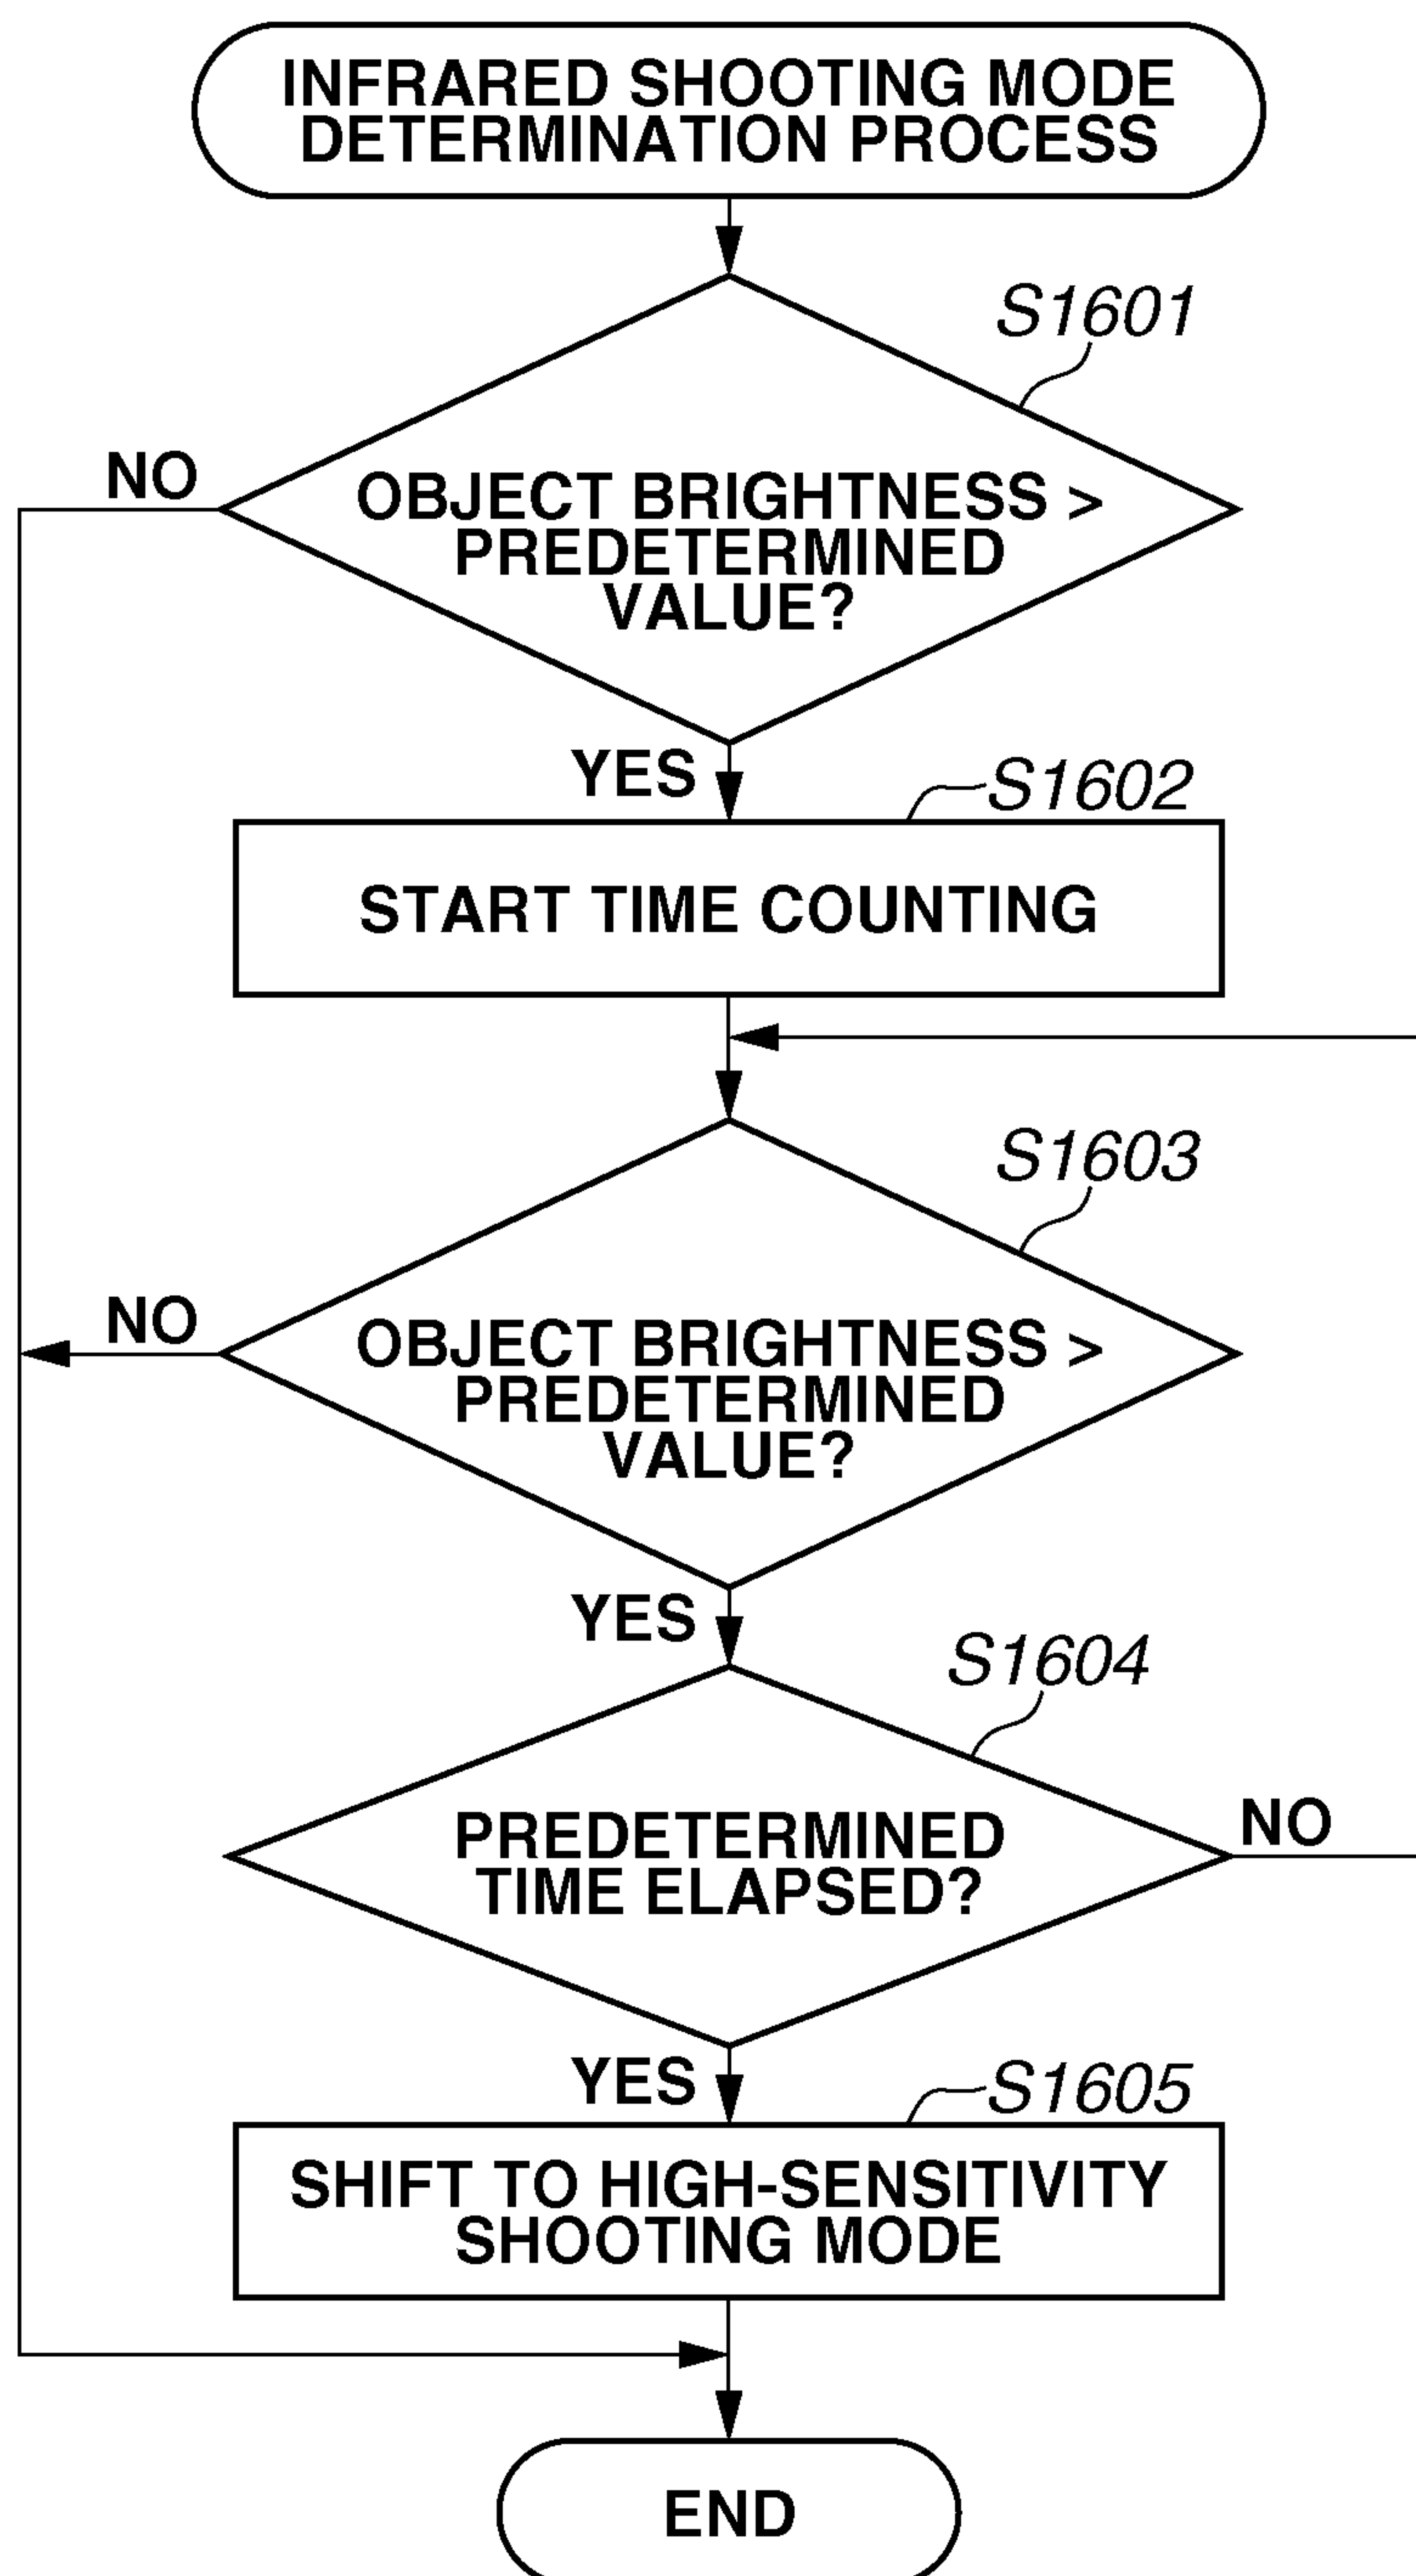 INFRARED SHOOTING MODE
DETERMINATION PROCESS
S1601
NO
OBJECT BRIGHTNESS >
PREDETERMINED
VALUE?
YES
S1602
START TIME COUNTING
S1603
NO
OBJECT BRIGHTNESS >
PREDETERMINED
VALUE?
YES
S1604
PREDETERMINED
TIME ELAPSED?
NO
YES
S1605
SHIFT TO HIGH-SENSITIVITY
SHOOTING MODE
END